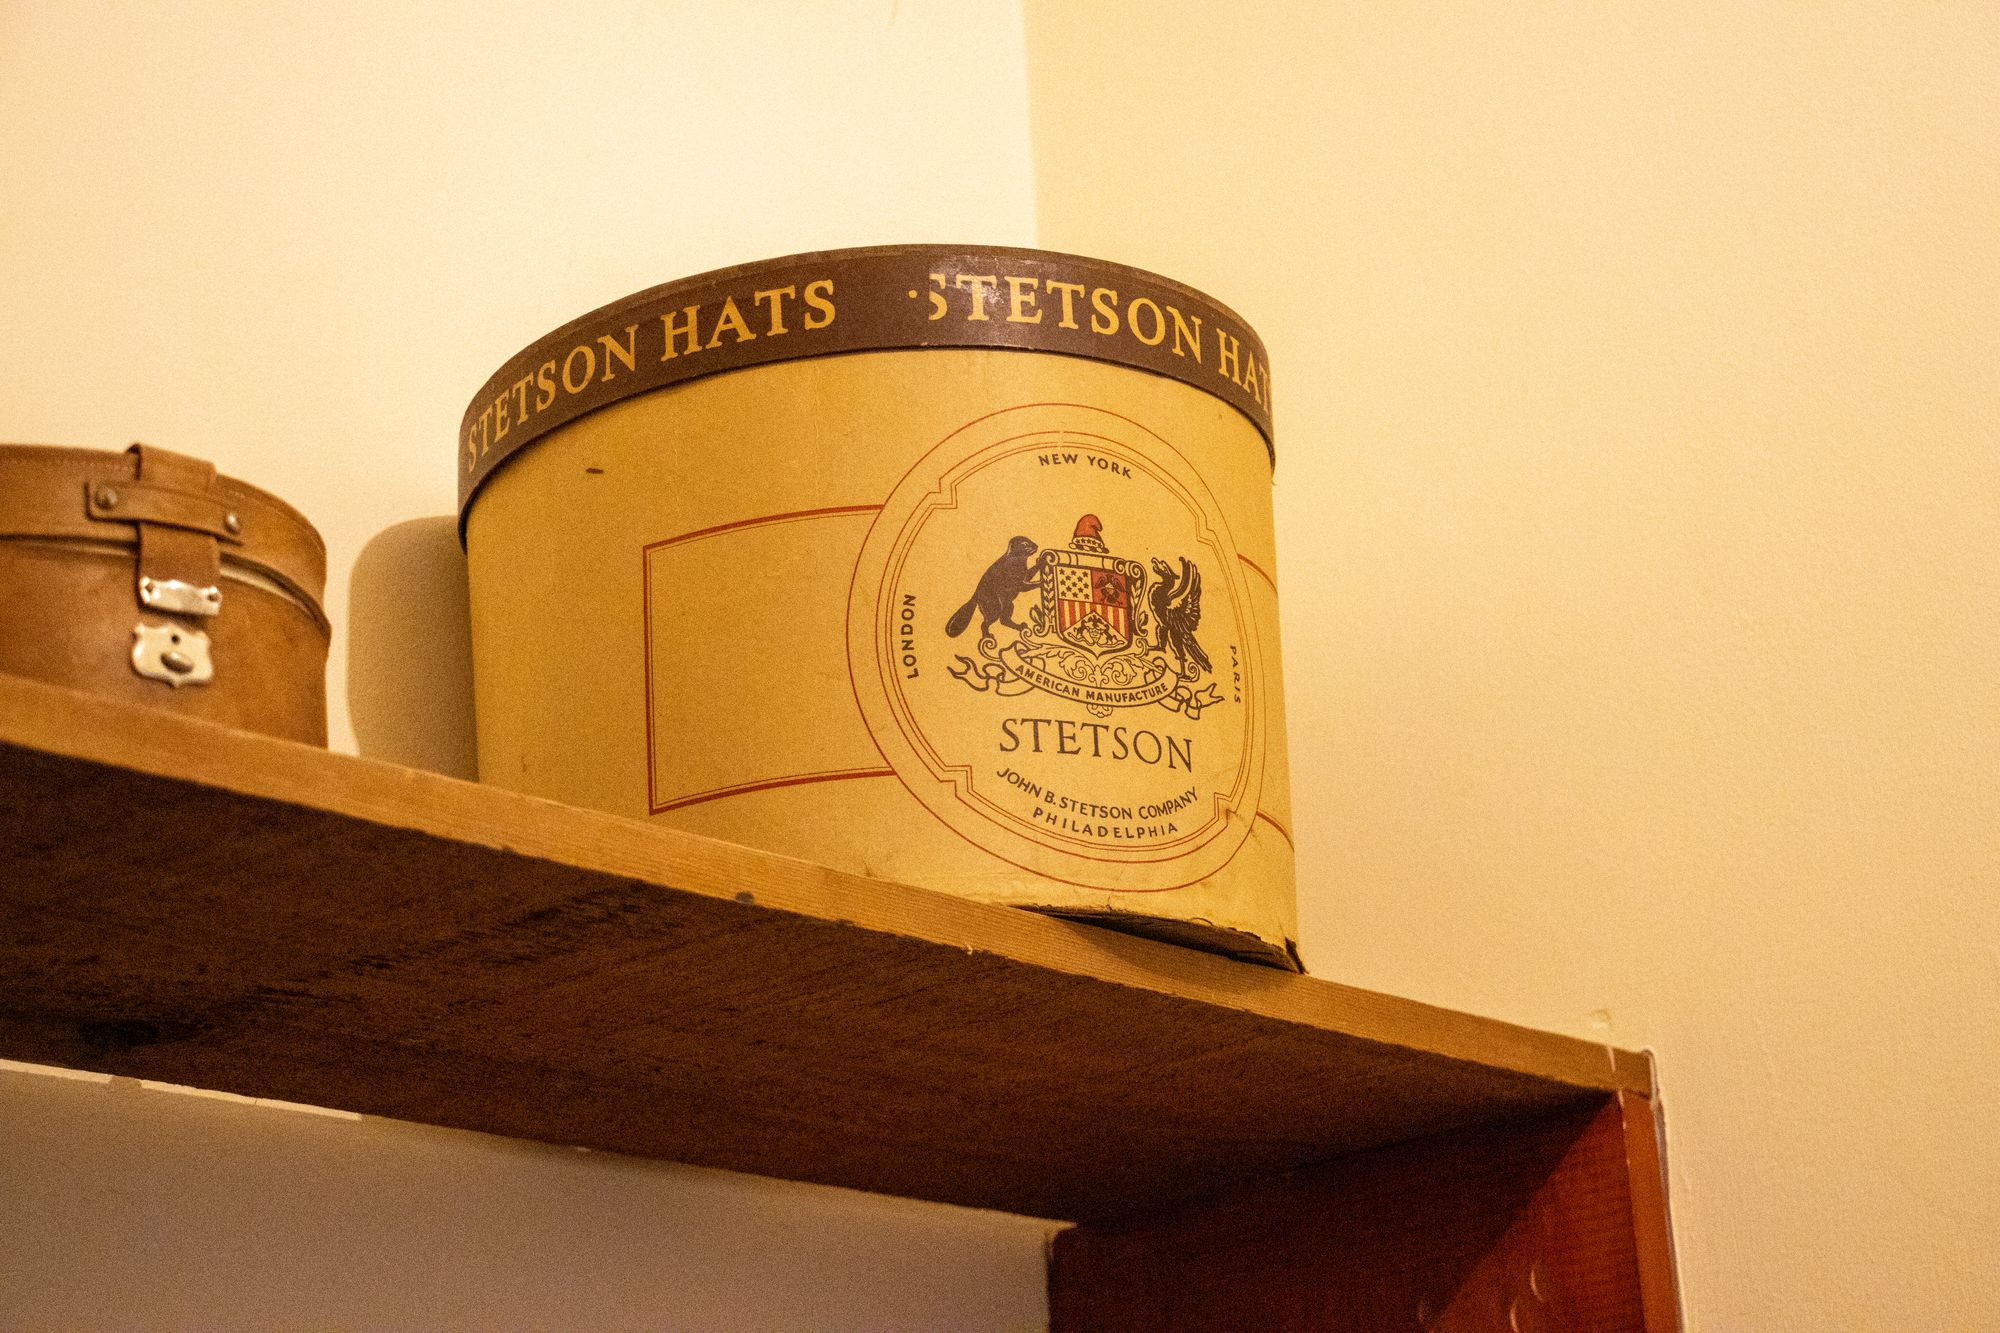 STETSON HATS · STETSON HATS
NEW YORK
LONDON
PARIS
AMERICAN MANUFACTURE
STETSON
JOHN B. STETSON COMPANY
PHILADELPHIA